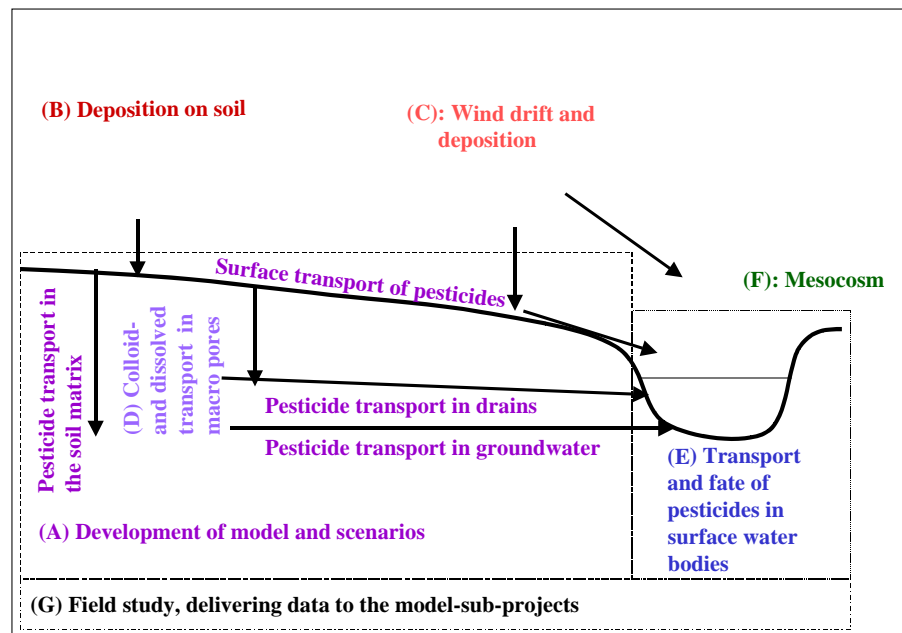 (B) Deposition on soil
(C): Wind drift and
deposition
Surface transport of pesticides
(F): Mesocosm
Pesticide transport in
the soil matrix
(D) Colloid-
and dissolved
transport in
macro pores
Pesticide transport in drains
Pesticide transport in groundwater
(E) Transport
and fate of
pesticides in
surface water
bodies
(A) Development of model and scenarios
(G) Field study, delivering data to the model-sub-projects